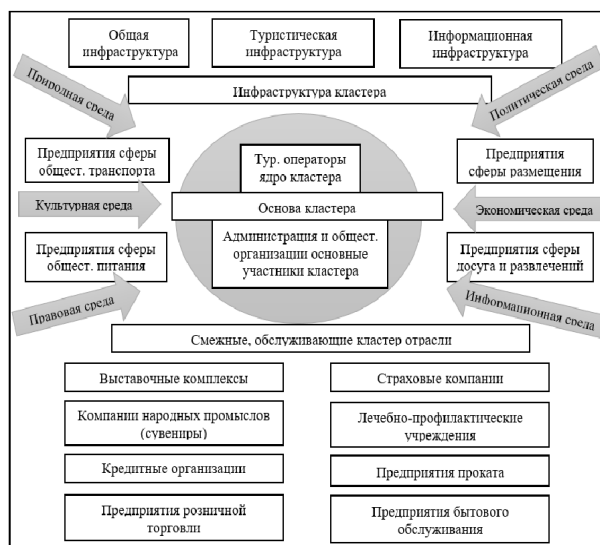 Общая
инфраструктура
Туристическая
инфраструктура
Информационная
инфраструктура
Инфраструктура кластера
Природная среда
Политическая среда
Предприятия сферы
общест. транспорта
Тур. операторы
ядро кластера
Предприятия
сферы размещения
Культурная среда
Основа кластера
Экономическая среда
Предприятия сферы
общест. питания
Администрация и общест.
организации основные
участники кластера
Предприятия сферы
досуга и развлечений
Правовая среда
Информационная среда
Смежные, обслуживающие кластер отрасли
Выставочные комплексы
Страховые компании
Компании народных промыслов
(сувениры)
Лечебно-профилактические
учреждения
Кредитные организации
Предприятия проката
Предприятия розничной
торговли
Предприятия бытового
обслуживания